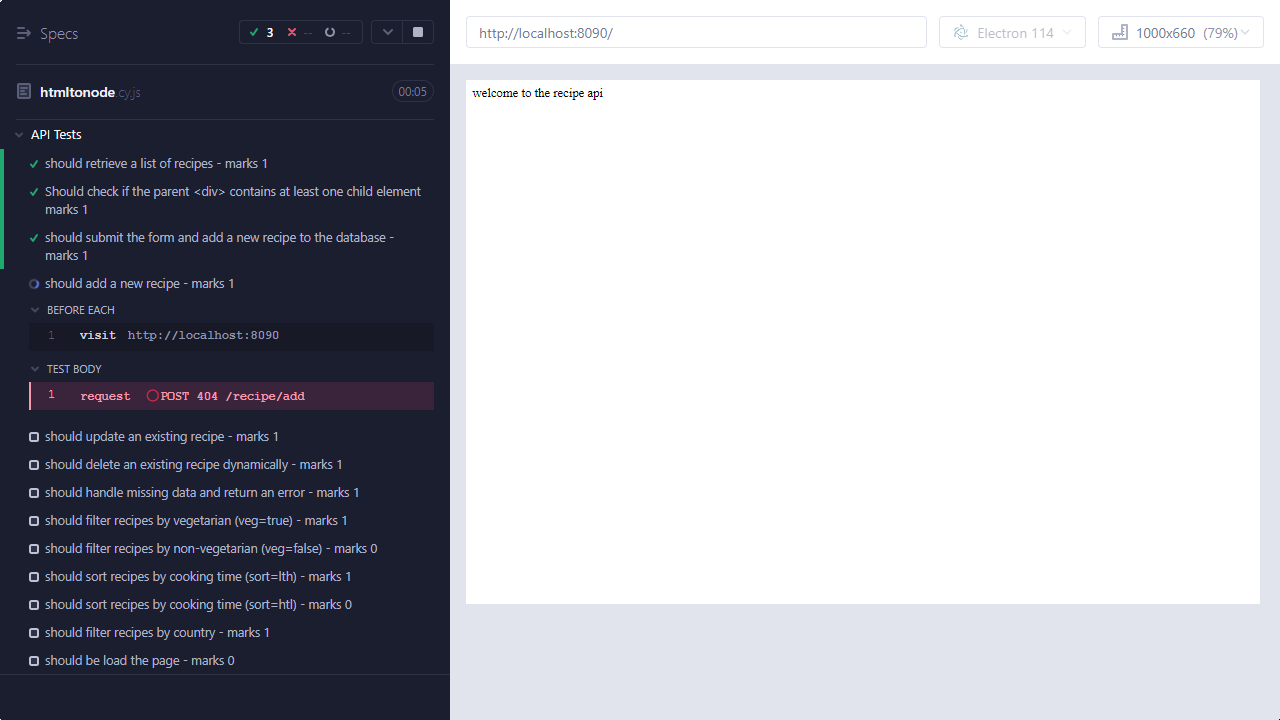 Specs
3
--
--
htmltonode.cy.js
00:05
API Tests
should retrieve a list of recipes - marks 1
Should check if the parent <div> contains at least one child element
marks 1
should submit the form and add a new recipe to the database -
marks 1
should add a new recipe - marks 1
BEFORE EACH
1 visit http://localhost:8090
TEST BODY
1 request POST 404 /recipe/add
should update an existing recipe - marks 1
should delete an existing recipe dynamically - marks 1
should handle missing data and return an error - marks 1
should filter recipes by vegetarian (veg=true) - marks 1
should filter recipes by non-vegetarian (veg=false) - marks 0
should sort recipes by cooking time (sort=lth) - marks 1
should sort recipes by cooking time (sort=htl) - marks 0
should filter recipes by country - marks 1
should be load the page - marks 0
http://localhost:8090/
Electron 114
1000x660 (79%)
welcome to the recipe api